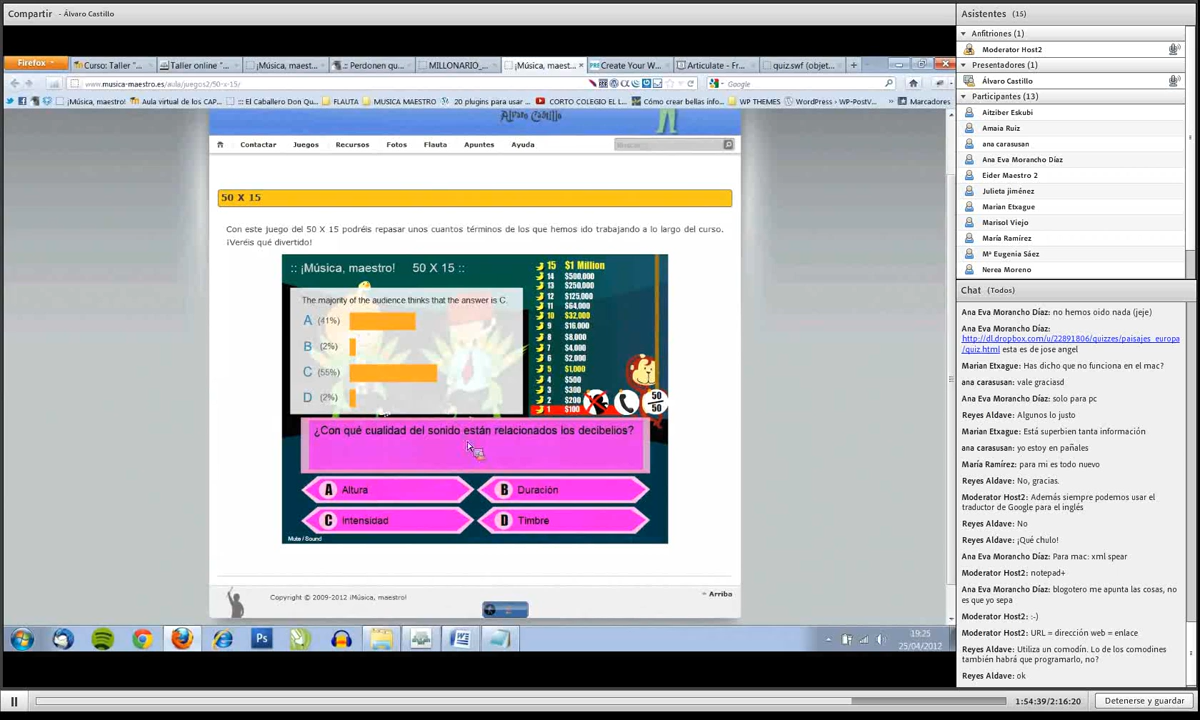 Compartir - Álvaro Castillo
Firefox
Curso: Taller "...
Taller online "...
¡Música, maest...
.:: Perdonen qu...
MILLONARIO_...
¡Música, maest...
Create Your W...
Articulate - Fr...
quiz.swf (objet...
www.musica-maestro.es/aula/juegos2/50-x-15/
Google
¡Música, maestro!
Aula virtual de los CAP...
::: El Caballero Don Qu...
FLAUTA
MUSICA MAESTRO
20 plugins para usar ...
CORTO COLEGIO EL L...
Cómo crear bellas info...
WP THEMES
WordPress › WP-PostV...
Marcadores
Álvaro Castillo
Contactar
Juegos
Recursos
Fotos
Flauta
Apuntes
Ayuda
50 X 15
Con este juego del 50 X 15 podréis repasar unos cuantos términos de los que hemos ido trabajando a lo largo del curso.
¡Veréis qué divertido!
:: ¡Música, maestro! 50 X 15 ::
The majority of the audience thinks that the answer is C.
A (41%)
B (2%)
C (55%)
D (2%)
15 $1 Million
14 $500,000
13 $250,000
12 $125,000
11 $64,000
10 $32,000
9 $16,000
8 $8,000
7 $4,000
6 $2,000
5 $1,000
4 $500
3 $300
2 $200
1 $100
50
50
¿Con qué cualidad del sonido están relacionados los decibelios?
A Altura
B Duración
C Intensidad
D Timbre
Mute / Sound
Copyright © 2009-2012 ¡Música, maestro!
Arriba
19:25
25/04/2012
Asistentes (15)
Anfitriones (1)
Moderator Host2
Presentadores (1)
Álvaro Castillo
Participantes (13)
Aitziber Eskubi
Amaia Ruiz
ana carasusan
Ana Eva Morancho Díaz
Eider Maestro 2
Julieta jiménez
Marian Etxague
Marisol Viejo
María Ramírez
Mª Eugenia Sáez
Nerea Moreno
Chat (Todos)
Ana Eva Morancho Díaz: no hemos oido nada (jeje)
Ana Eva Morancho Díaz:
http://dl.dropbox.com/u/22891806/quizzes/paisajes_europa
/quiz.html esta es de jose angel
Marian Etxague: Has dicho que no funciona en el mac?
ana carasusan: vale graciasd
Ana Eva Morancho Díaz: solo para pc
Reyes Aldave: Algunos lo justo
Marian Etxague: Está superbien tanta información
ana carasusan: yo estoy en pañales
María Ramírez: para mi es todo nuevo
Reyes Aldave: No, gracias.
Moderator Host2: Además siempre podemos usar el
traductor de Google para el inglés
Reyes Aldave: No
Reyes Aldave: ¡Qué chulo!
Ana Eva Morancho Díaz: Para mac: xml spear
Moderator Host2: notepad+
Ana Eva Morancho Díaz: blogotero me apunta las cosas, no
es que yo sepa
Moderator Host2: :-)
Moderator Host2: URL = dirección web = enlace
Reyes Aldave: Utiliza un comodín. Lo de los comodines
también habrá que programarlo, no?
Reyes Aldave: ok
1:54:39/2:16:20
Detenerse y guardar